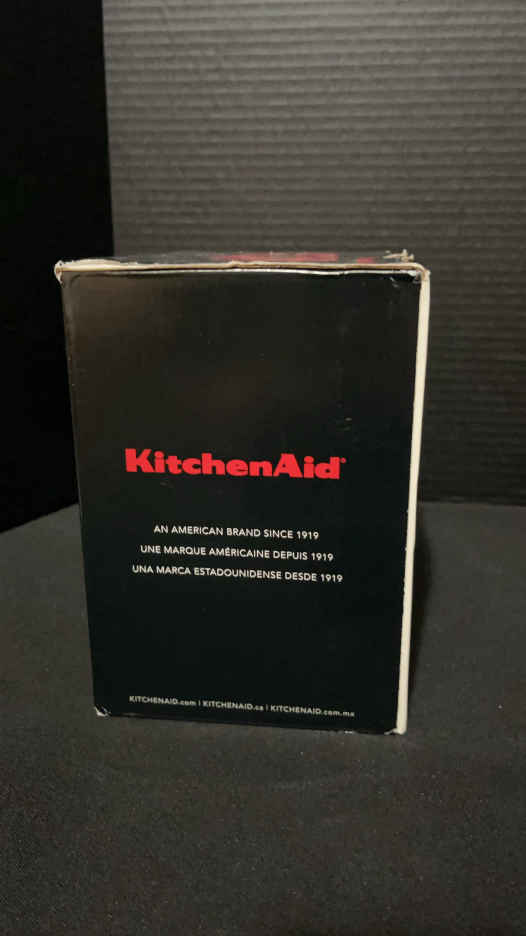 KitchenAid®
AN AMERICAN BRAND SINCE 1919
UNE MARQUE AMÉRICAINE DEPUIS 1919
UNA MARCA ESTADOUNIDENSE DESDE 1919
KITCHENAID.com | KITCHENAID.ca | KITCHENAID.com.mx